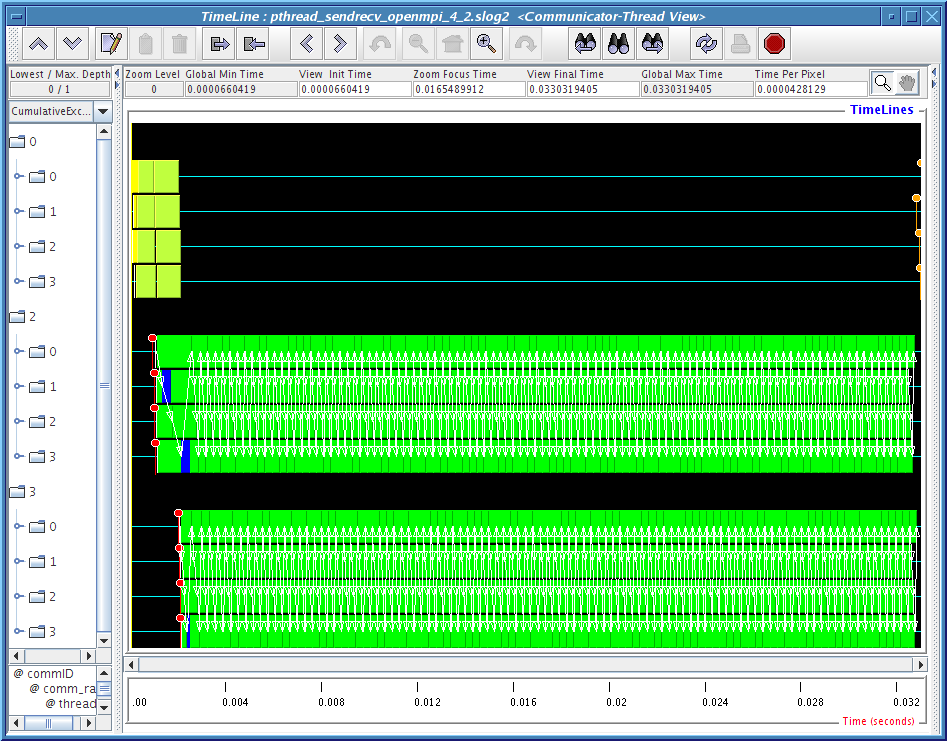 TimeLine : pthread_sendrecv_openmpi_4_2.slog2 <Communicator-Thread View>
Lowest / Max. Depth
0 / 1
Zoom Level
0
Global Min Time
0.0000660419
View Init Time
0.0000660419
Zoom Focus Time
0.0165489912
View Final Time
0.0330319405
Global Max Time
0.0330319405
Time Per Pixel
0.0000428129
CumulativeExc...
TimeLines
0
0
1
2
3
2
0
1
2
3
3
0
1
2
3
@ commID
@ comm_ra
@ thread
.00 0.004 0.008 0.012 0.016 0.02 0.024 0.028 0.032
Time (seconds)